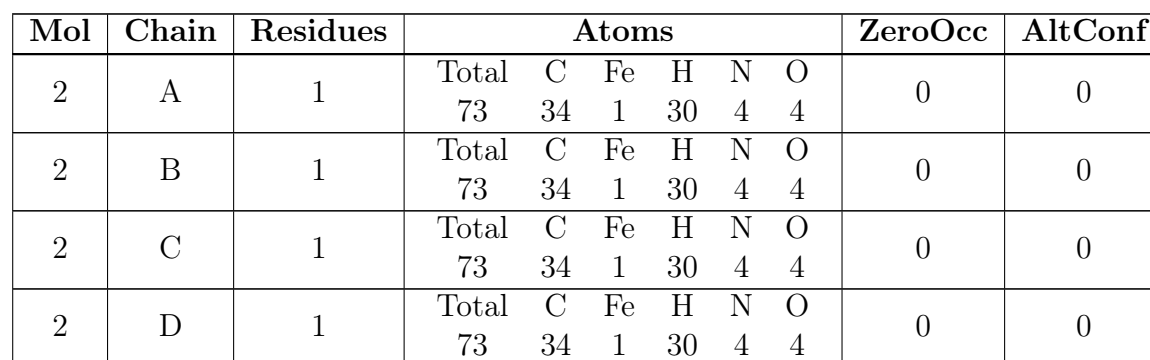 Mol Chain Residues Atoms ZeroOcc AltConf
2 A 1 Total C Fe H N O 0 0
73 34 1 30 4 4
2 B 1 Total C Fe H N O 0 0
73 34 1 30 4 4
2 C 1 Total C Fe H N O 0 0
73 34 1 30 4 4
2 D 1 Total C Fe H N O 0 0
73 34 1 30 4 4